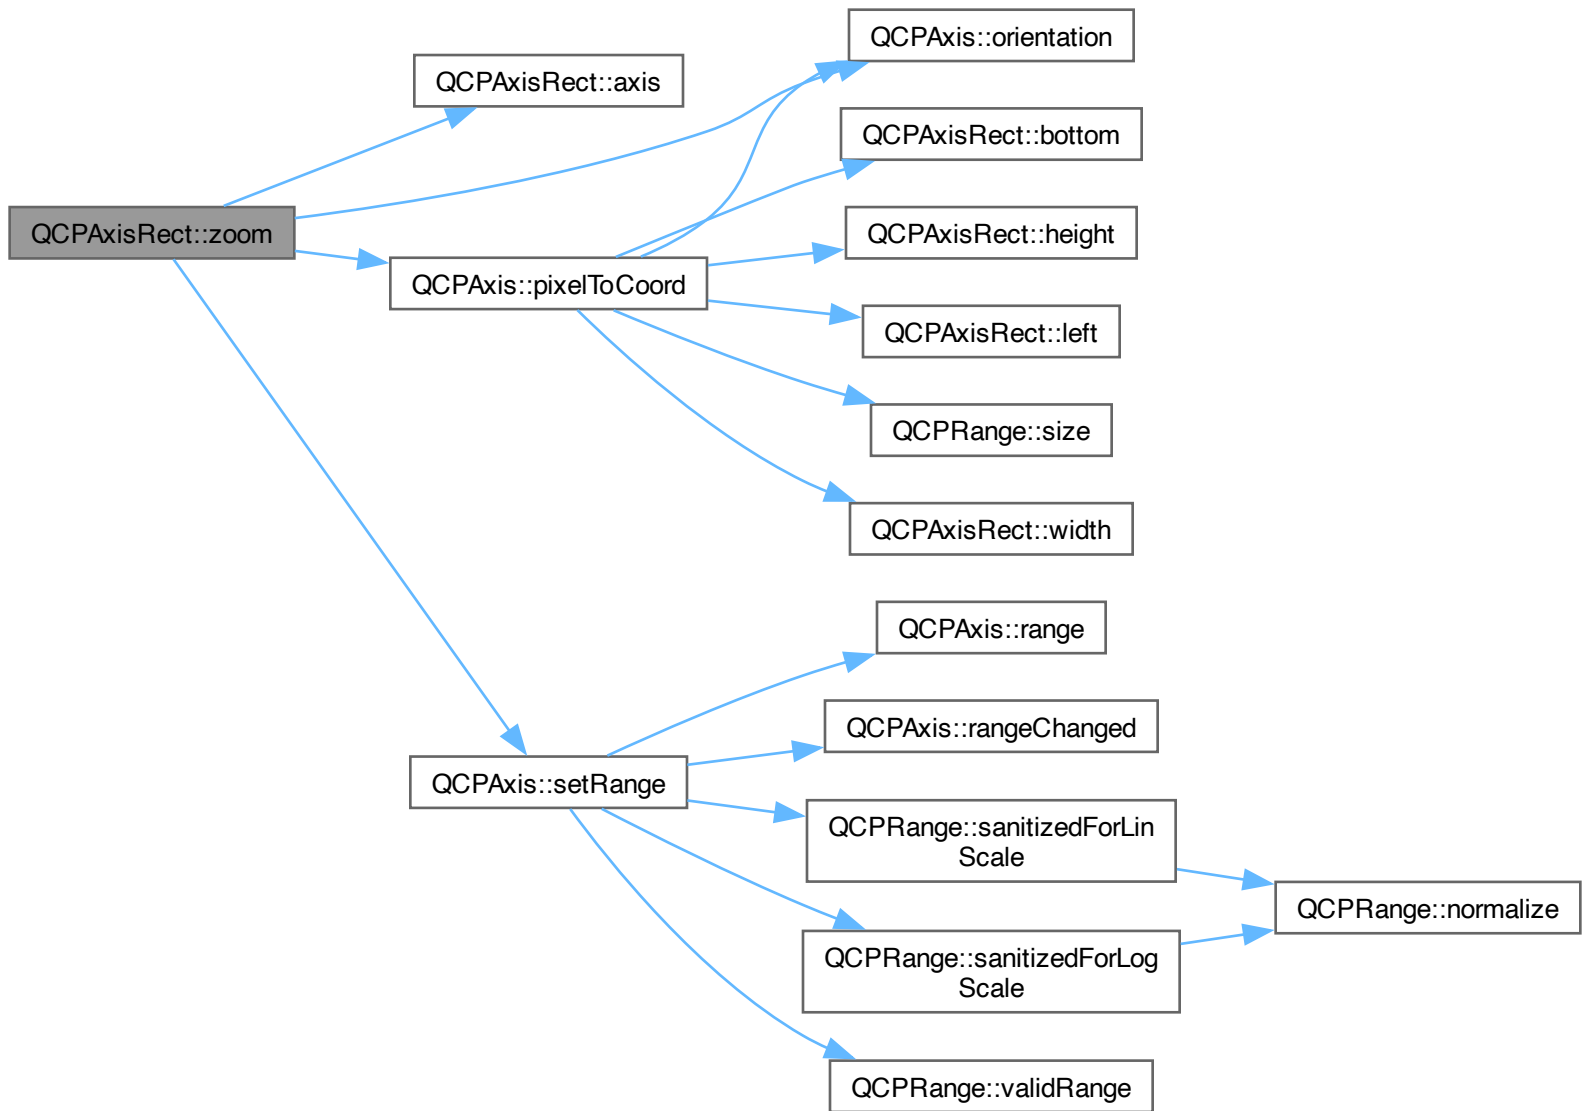 QCPAxisRect::zoom
QCPAxisRect::axis
QCPAxis::orientation
QCPAxis::pixelToCoord
QCPAxisRect::bottom
QCPAxisRect::height
QCPAxisRect::left
QCPRange::size
QCPAxisRect::width
QCPAxis::setRange
QCPAxis::range
QCPAxis::rangeChanged
QCPRange::sanitizedForLin
Scale
QCPRange::sanitizedForLog
Scale
QCPRange::normalize
QCPRange::validRange